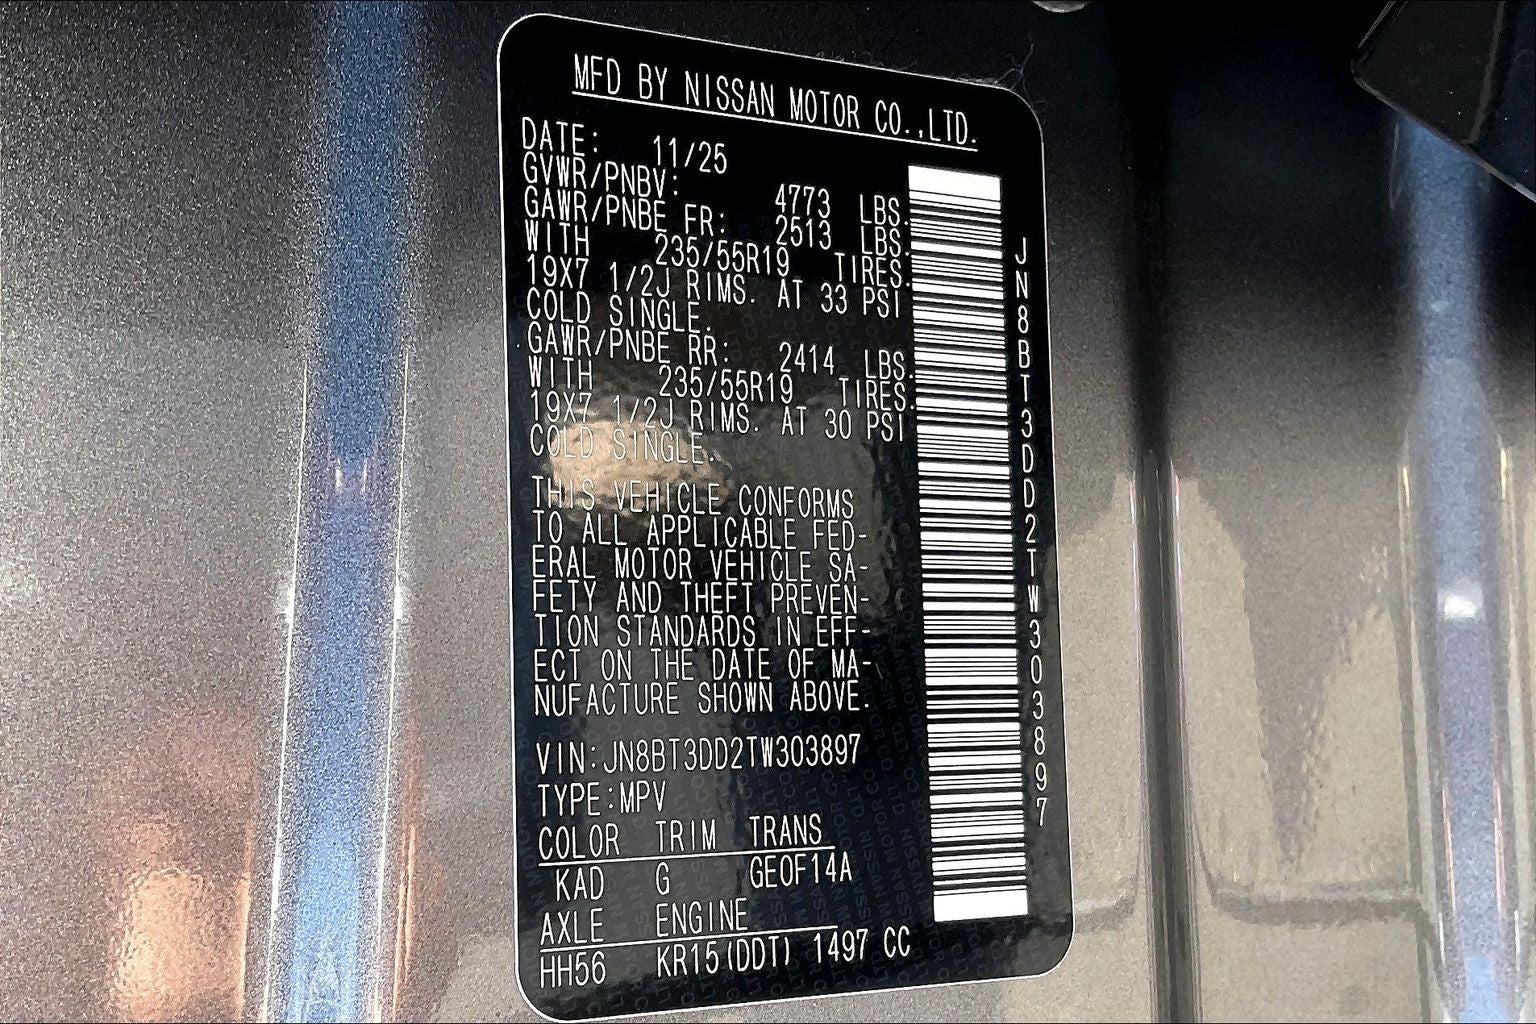 MFD BY NISSAN MOTOR CO.,LTD.
DATE: 11/25
GVWR/PNBV: 4773 LBS.
GAWR/PNBE FR: 2513 LBS.
WITH 235/55R19 TIRES.
19X7 1/2J RIMS. AT 33 PSI
COLD SINGLE.
GAWR/PNBE RR: 2414 LBS.
WITH 235/55R19 TIRES.
19X7 1/2J RIMS. AT 30 PSI
COLD SINGLE.
THIS VEHICLE CONFORMS
TO ALL APPLICABLE FED-
ERAL MOTOR VEHICLE SA-
FETY AND THEFT PREVEN-
TION STANDARDS IN EFF-
ECT ON THE DATE OF MA-
NUFACTURE SHOWN ABOVE.
VIN:JN8BT3DD2TW303897
TYPE:MPV
COLOR TRIM TRANS
KAD G GEOF14A
AXLE ENGINE
HH56 KR15(DDT) 1497 CC
JN8BT3DD2TW303897